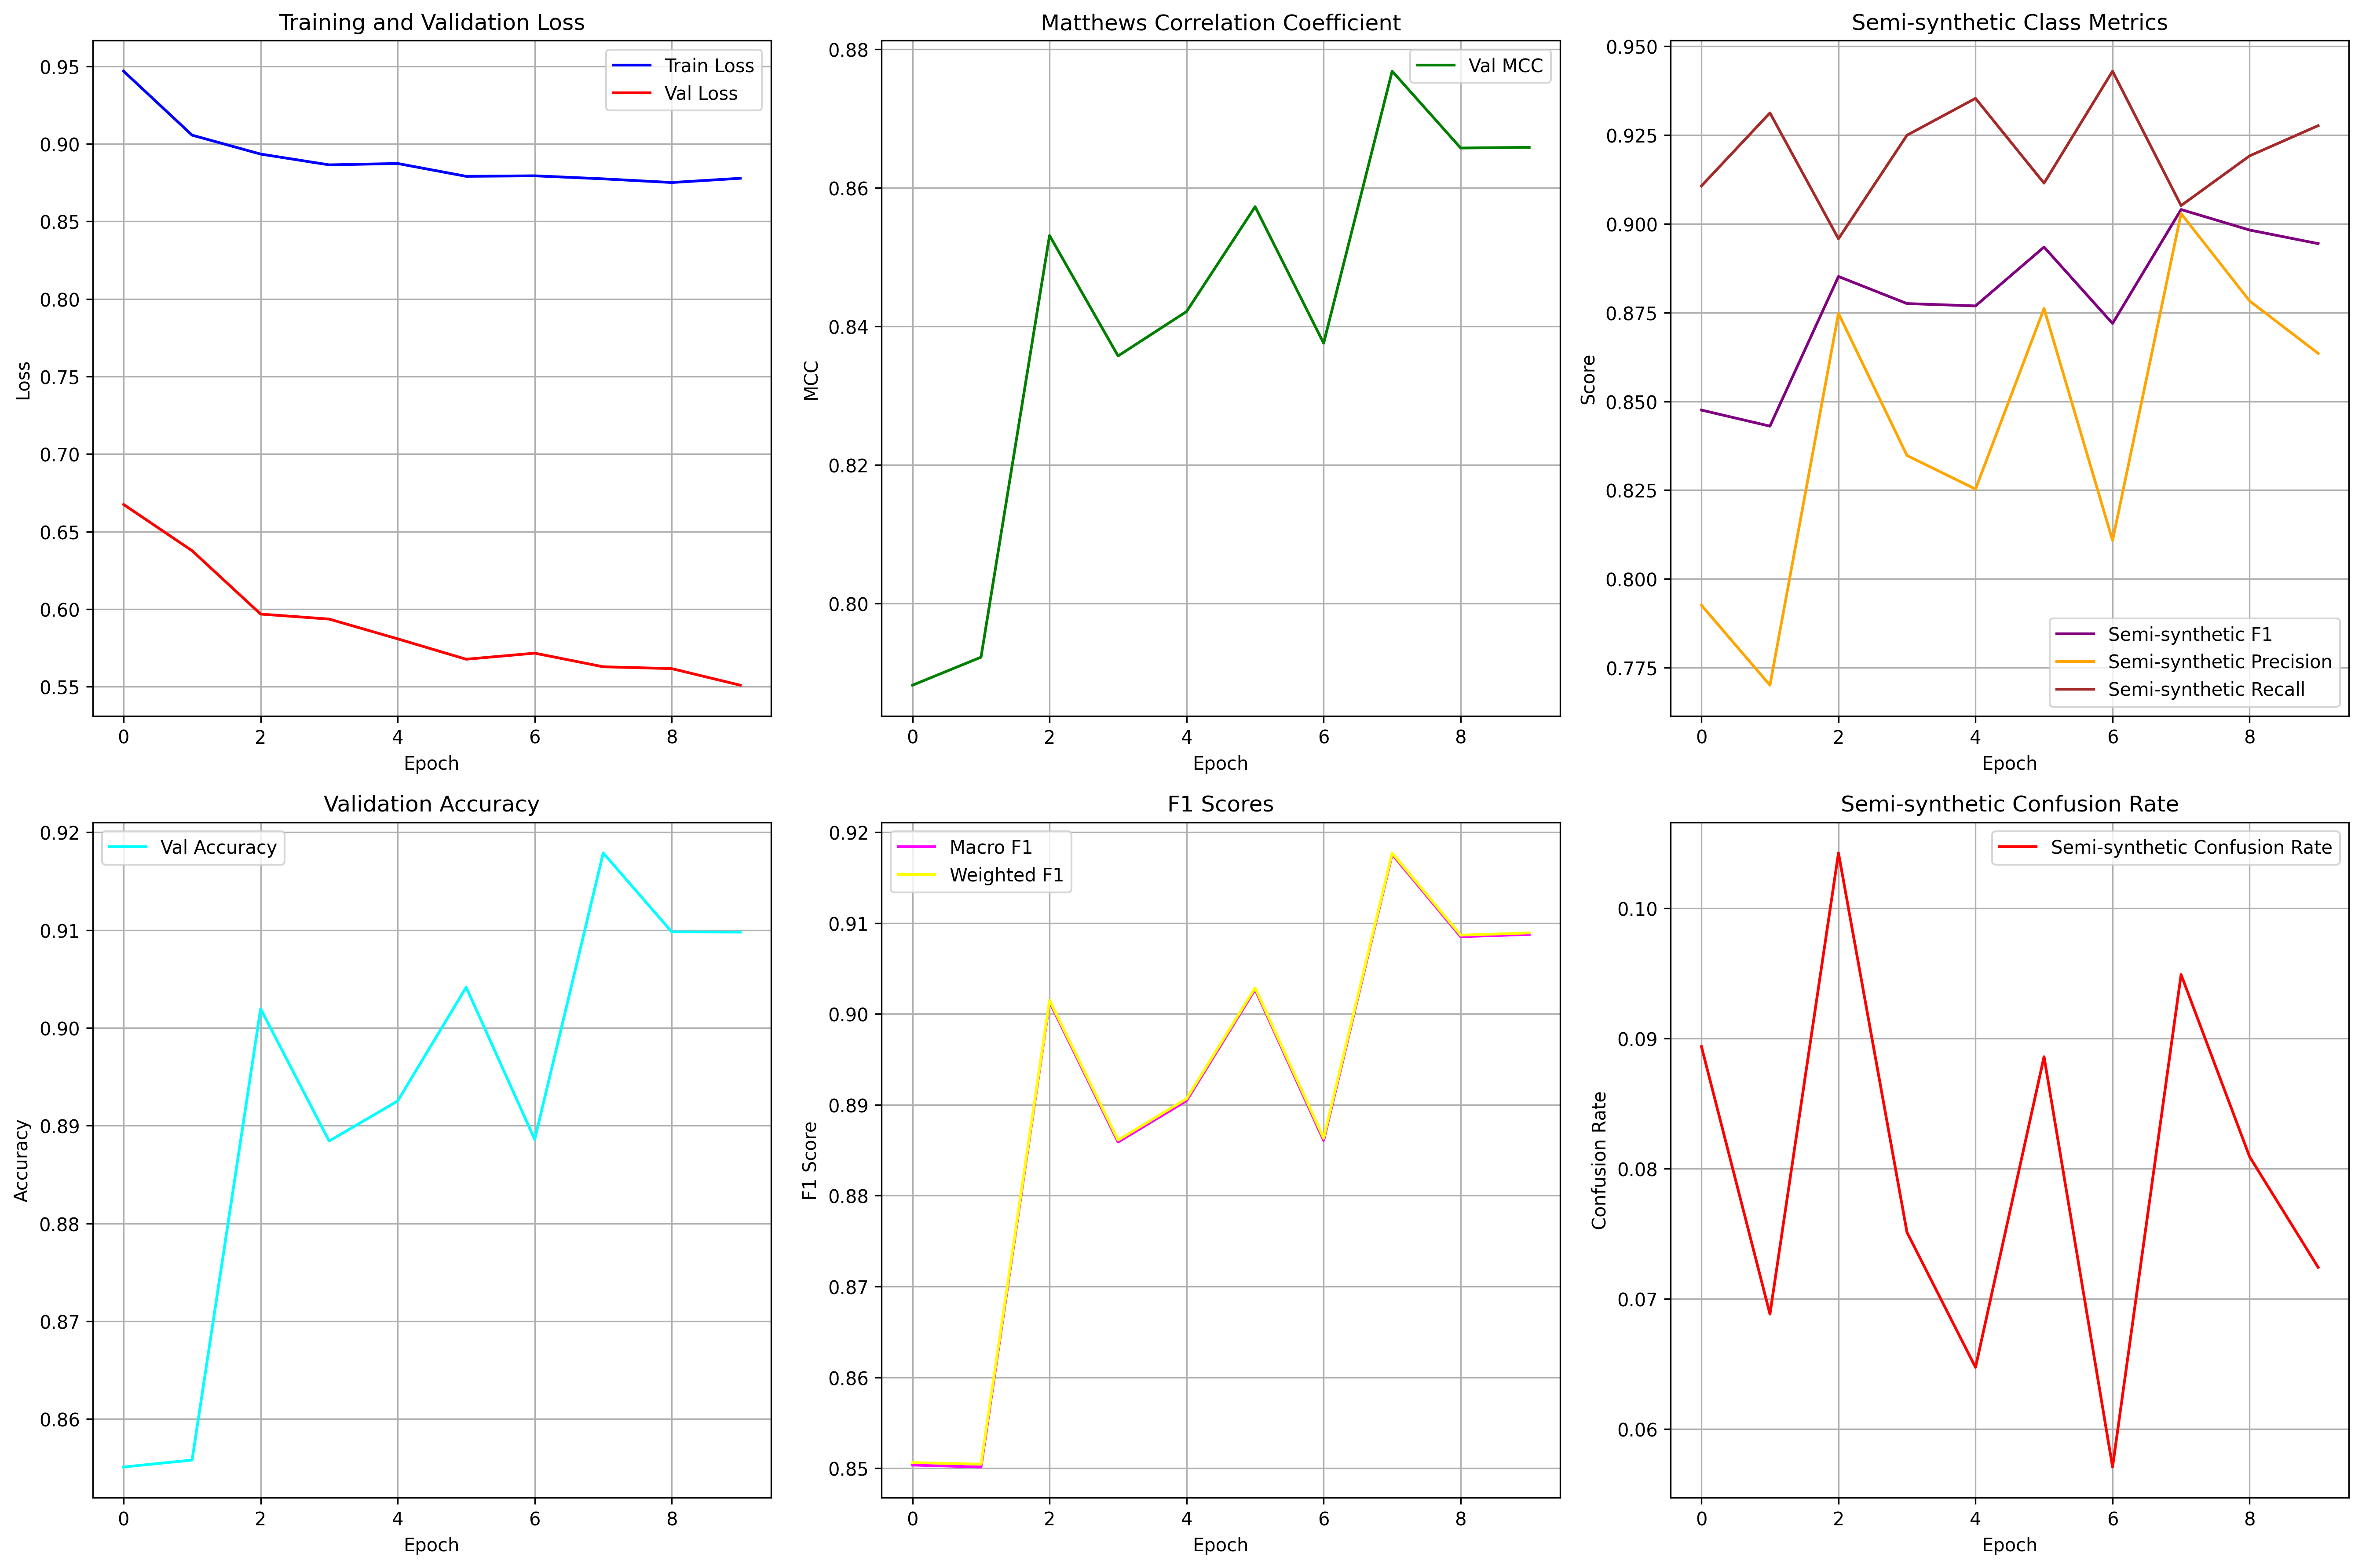 Training and Validation Loss
Train Loss
Val Loss
0.95
0.90
0.85
0.80
0.75
0.70
0.65
0.60
0.55
Loss
0 2 4 6 8
Epoch
Matthews Correlation Coefficient
Val MCC
0.88
0.86
0.84
0.82
0.80
MCC
0 2 4 6 8
Epoch
Semi-synthetic Class Metrics
0.950
0.925
0.900
0.875
0.850
0.825
0.800
0.775
Score
Semi-synthetic F1
Semi-synthetic Precision
Semi-synthetic Recall
0 2 4 6 8
Epoch
Validation Accuracy
Val Accuracy
0.92
0.91
0.90
0.89
0.88
0.87
0.86
Accuracy
0 2 4 6 8
Epoch
F1 Scores
Macro F1
Weighted F1
0.92
0.91
0.90
0.89
0.88
0.87
0.86
0.85
F1 Score
0 2 4 6 8
Epoch
Semi-synthetic Confusion Rate
Semi-synthetic Confusion Rate
0.10
0.09
0.08
0.07
0.06
Confusion Rate
0 2 4 6 8
Epoch